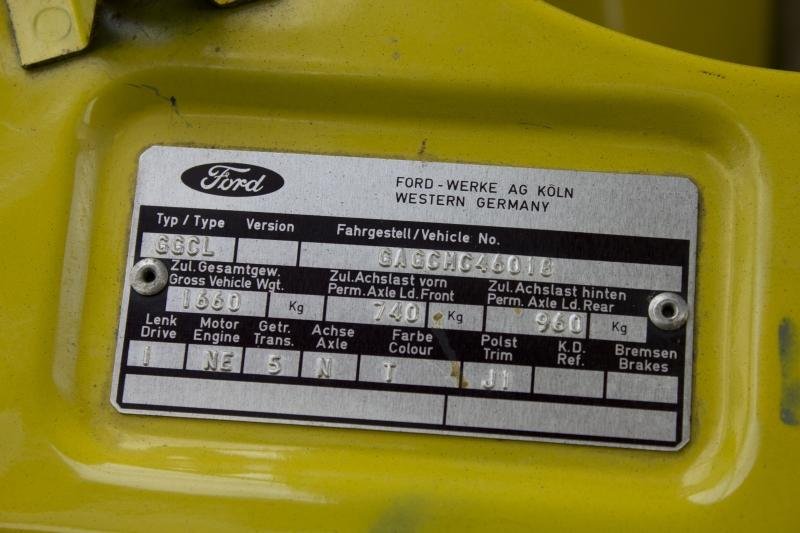 Ford
FORD-WERKE AG KÖLN
WESTERN GERMANY
Typ / Type Version Fahrgestell / Vehicle No.
GGCL GAGCMC46018
Zul. Gesamtgew. Zul. Achslast vorn Zul. Achslast hinten
Gross Vehicle Wgt. Perm. Axle Ld. Front Perm. Axle Ld. Rear
1660 Kg 740 Kg 960 Kg
Lenk Motor Getr. Achse Farbe Polst K.D. Bremsen
Drive Engine Trans. Axle Colour Trim Ref. Brakes
1 NE 5 N T J1